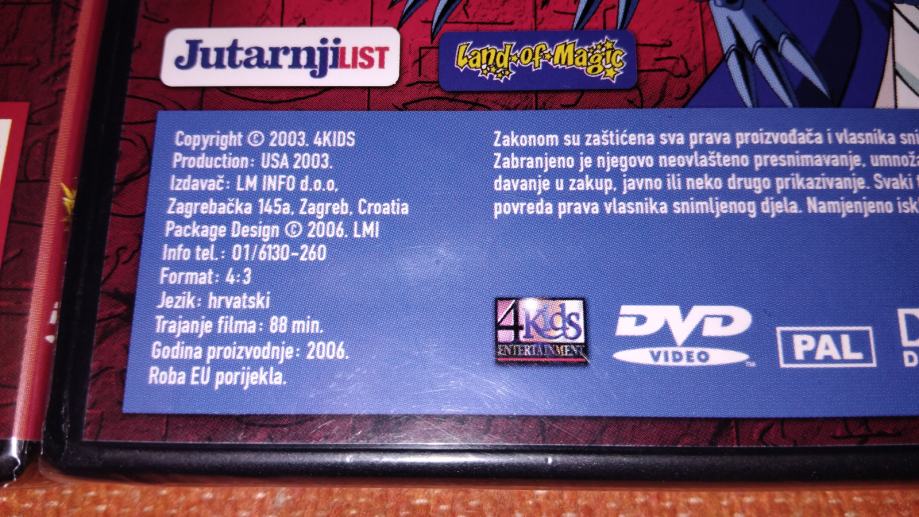 Jutarnji LIST
Land of Magic
Copyright © 2003. 4KIDS
Production: USA 2003.
Izdavač: LM INFO d.o.o,
Zagrebačka 145a, Zagreb, Croatia
Package Design © 2006. LMI
Info tel.: 01/6130-260
Format: 4:3
Jezik: hrvatski
Trajanje filma: 88 min.
Godina proizvodnje: 2006.
Roba EU porijekla.
Zakonom su zaštićena sva prava proizvođača i vlasnika
Zabranjeno je njegovo neovlašteno presnimavanje,
davanje u zakup, javno ili neko drugo prikazivanje. Svaki
povreda prava vlasnika snimljenog djela. Namjenjeno
4Kids
ENTERTAINMENT
DVD
VIDEO
™
PAL